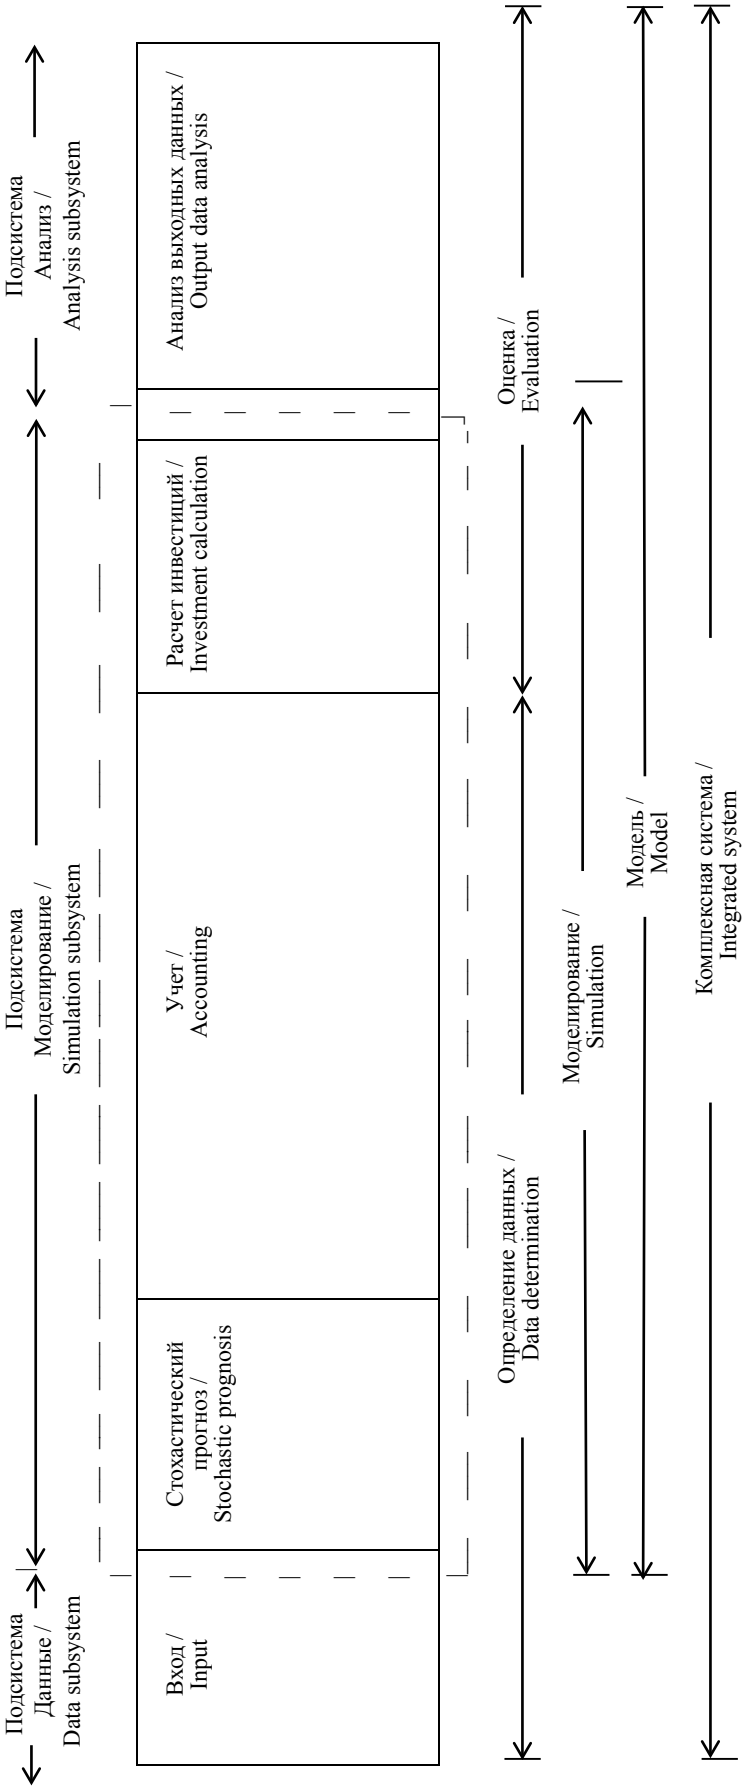 Подсистема
Данные /
Data subsystem
Подсистема
Моделирование /
Simulation subsystem
Подсистема
Анализ /
Analysis subsystem
Вход /
Input
Стохастический
прогноз /
Stochastic prognosis
Учет /
Accounting
Расчет инвестиций /
Investment calculation
Анализ выходных данных /
Output data analysis
Определение данных /
Data determination
Оценка /
Evaluation
Моделирование /
Simulation
Модель /
Model
Комплексная система /
Integrated system